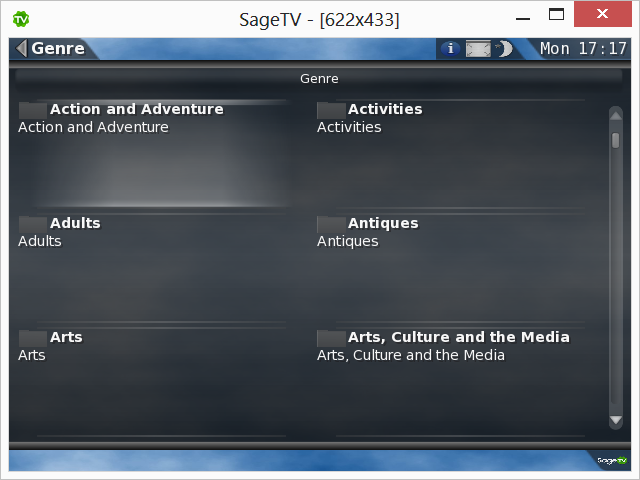 SageTV - [622x433]
Genre
i
Mon 17:17
Genre
Action and Adventure
Action and Adventure
Activities
Activities
Adults
Adults
Antiques
Antiques
Arts
Arts
Arts, Culture and the Media
Arts, Culture and the Media
SageTV